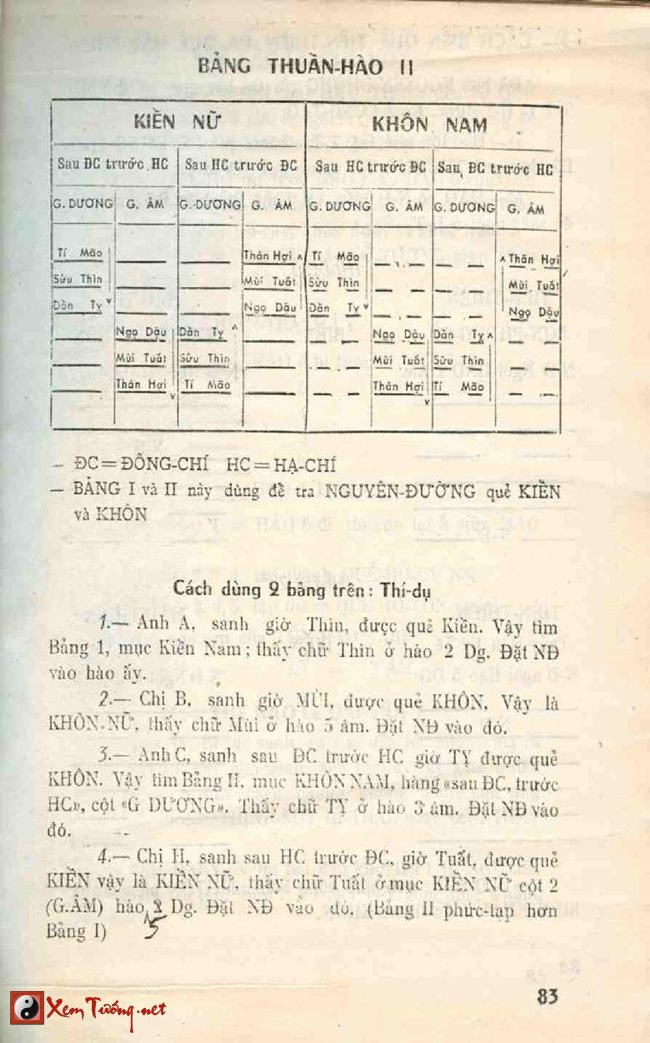 BẢNG THUẦN-HÀO II
KIỀN NỮ KHÔN NAM
Sau ĐC trước HC Sau HC trước ĐC Sau HC trước ĐC Sau ĐC trước HC
G. DƯƠNG G. ÂM G. DƯƠNG G. ÂM G. DƯƠNG G. ÂM G. DƯƠNG G. ÂM
Tí Mão Thân Hợi Tí Mão Thân Hợi
Sửu Thìn Mùi Tuất Sửu Thìn Mùi Tuất
Dần Tỵ Ngọ Dậu Dần Tỵ Ngọ Dậu
Ngọ Dậu Dần Tỵ Ngọ Dậu Dần Tỵ
Mùi Tuất Sửu Thìn Mùi Tuất Sửu Thìn
Thân Hợi Tí Mão Thân Hợi Tí Mão
— ĐC = ĐÔNG-CHÍ HC = HẠ-CHÍ
— BẢNG I và II này dùng để tra NGUYÊN-ĐƯỜNG quẻ KIỀN
và KHÔN
Cách dùng 2 bảng trên : Thí-dụ
1.— Anh A, sanh giờ Thìn, được quẻ Kiền. Vậy tìm
Bảng 1, mục Kiền Nam ; thấy chữ Thìn ở hào 2 Dg. Đặt NĐ
vào hào ấy.
2.— Chị B, sanh giờ MÙI, được quẻ KHÔN. Vậy là
KHÔN-NỮ, thấy chữ Mùi ở hào 5 âm. Đặt NĐ vào đó.
3.— Anh C, sanh sau ĐC trước HC giờ TỴ được quẻ
KHÔN. Vậy tìm Bảng II, mục KHÔN NAM, hàng «sau ĐC, trước
HC», cột «G DƯƠNG». Thấy chữ TỴ ở hào 3 âm. Đặt NĐ vào
đó.
4.— Chị H, sanh sau HC trước ĐC, giờ Tuất, được quẻ
KIỀN vậy là KIỀN NỮ, thấy chữ Tuất ở mục KIỀN NỮ cột 2
(G.ÂM) hào Dg. Đặt NĐ vào đó. (Bảng II phức-tạp hơn
Bảng I) 5
83
XemTướng.net